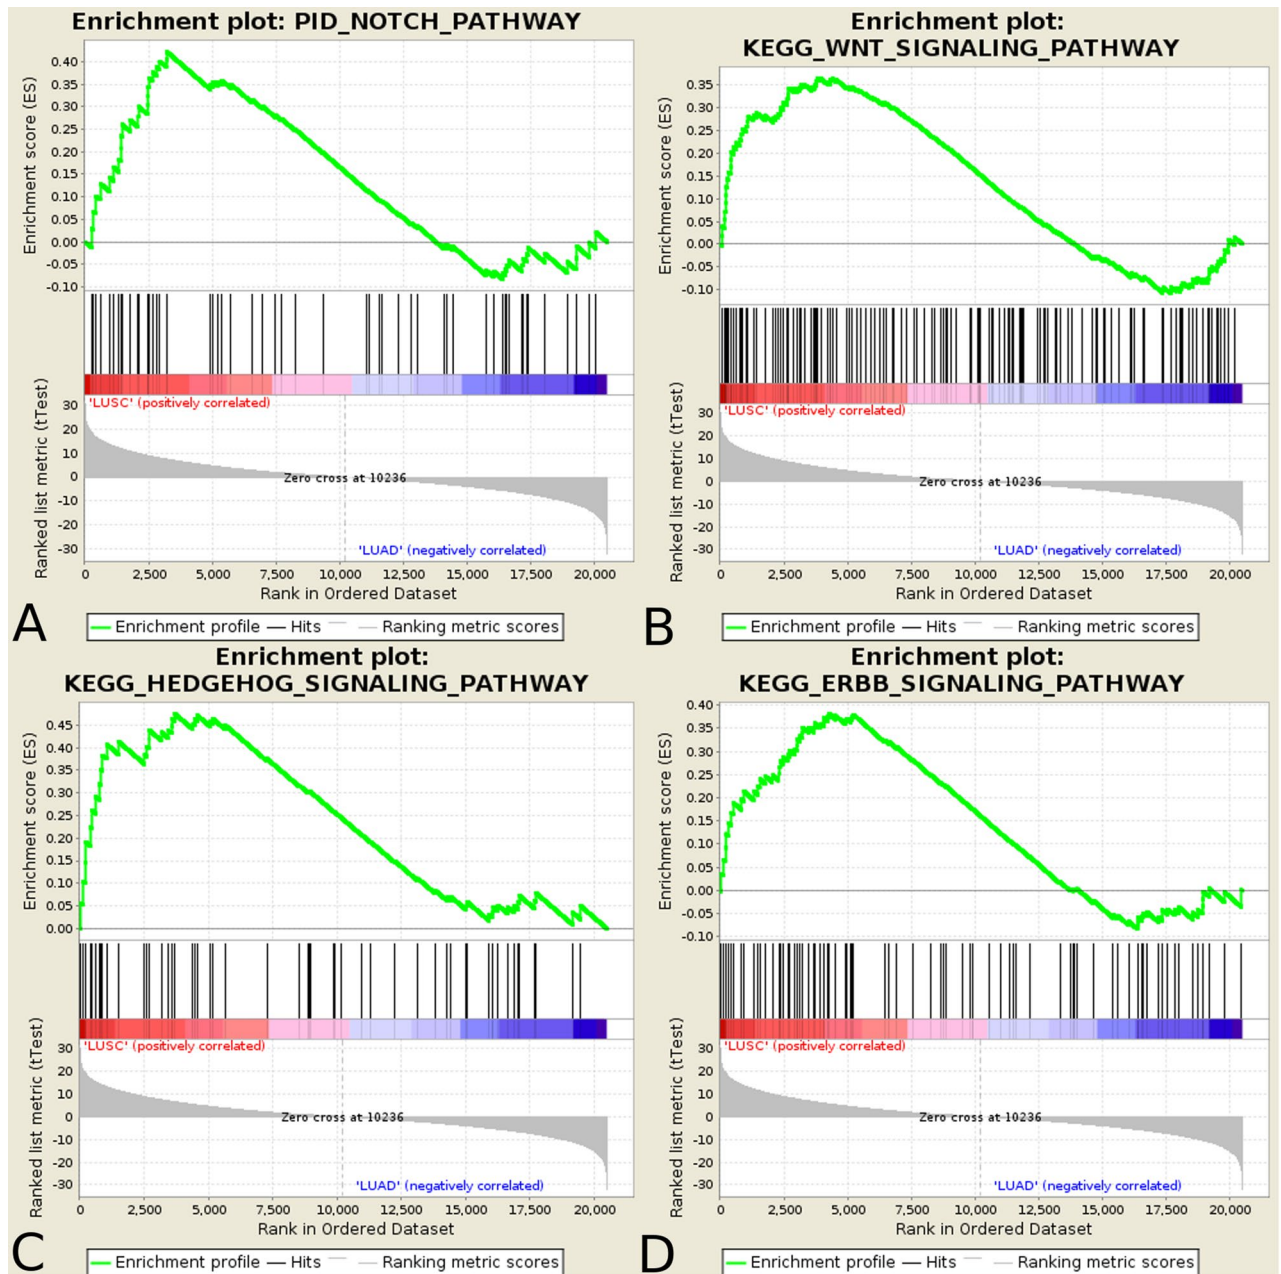 Enrichment plot: PID_NOTCH_PATHWAY
Enrichment score (ES)
0.40
0.35
0.30
0.25
0.20
0.15
0.10
0.05
0.00
-0.05
-0.10
'LUSC' (positively correlated)
Ranked list metric (tTest)
30
20
10
0
-10
-20
-30
Zero cross at 10236
'LUAD' (negatively correlated)
0 2,500 5,000 7,500 10,000 12,500 15,000 17,500 20,000
Rank in Ordered Dataset
A
Enrichment profile Hits Ranking metric scores
Enrichment plot:
KEGG_WNT_SIGNALING_PATHWAY
Enrichment score (ES)
0.35
0.30
0.25
0.20
0.15
0.10
0.05
0.00
-0.05
-0.10
'LUSC' (positively correlated)
Ranked list metric (tTest)
30
20
10
0
-10
-20
-30
Zero cross at 10236
'LUAD' (negatively correlated)
0 2,500 5,000 7,500 10,000 12,500 15,000 17,500 20,000
Rank in Ordered Dataset
B
Enrichment profile Hits Ranking metric scores
Enrichment plot:
KEGG_HEDGEHOG_SIGNALING_PATHWAY
Enrichment score (ES)
0.45
0.40
0.35
0.30
0.25
0.20
0.15
0.10
0.05
0.00
'LUSC' (positively correlated)
Ranked list metric (tTest)
30
20
10
0
-10
-20
-30
Zero cross at 10236
'LUAD' (negatively correlated)
0 2,500 5,000 7,500 10,000 12,500 15,000 17,500 20,000
Rank in Ordered Dataset
C
Enrichment profile Hits Ranking metric scores
Enrichment plot:
KEGG_ERBB_SIGNALING_PATHWAY
Enrichment score (ES)
0.40
0.35
0.30
0.25
0.20
0.15
0.10
0.05
0.00
-0.05
-0.10
'LUSC' (positively correlated)
Ranked list metric (tTest)
30
20
10
0
-10
-20
-30
Zero cross at 10236
'LUAD' (negatively correlated)
0 2,500 5,000 7,500 10,000 12,500 15,000 17,500 20,000
Rank in Ordered Dataset
D
Enrichment profile Hits Ranking metric scores